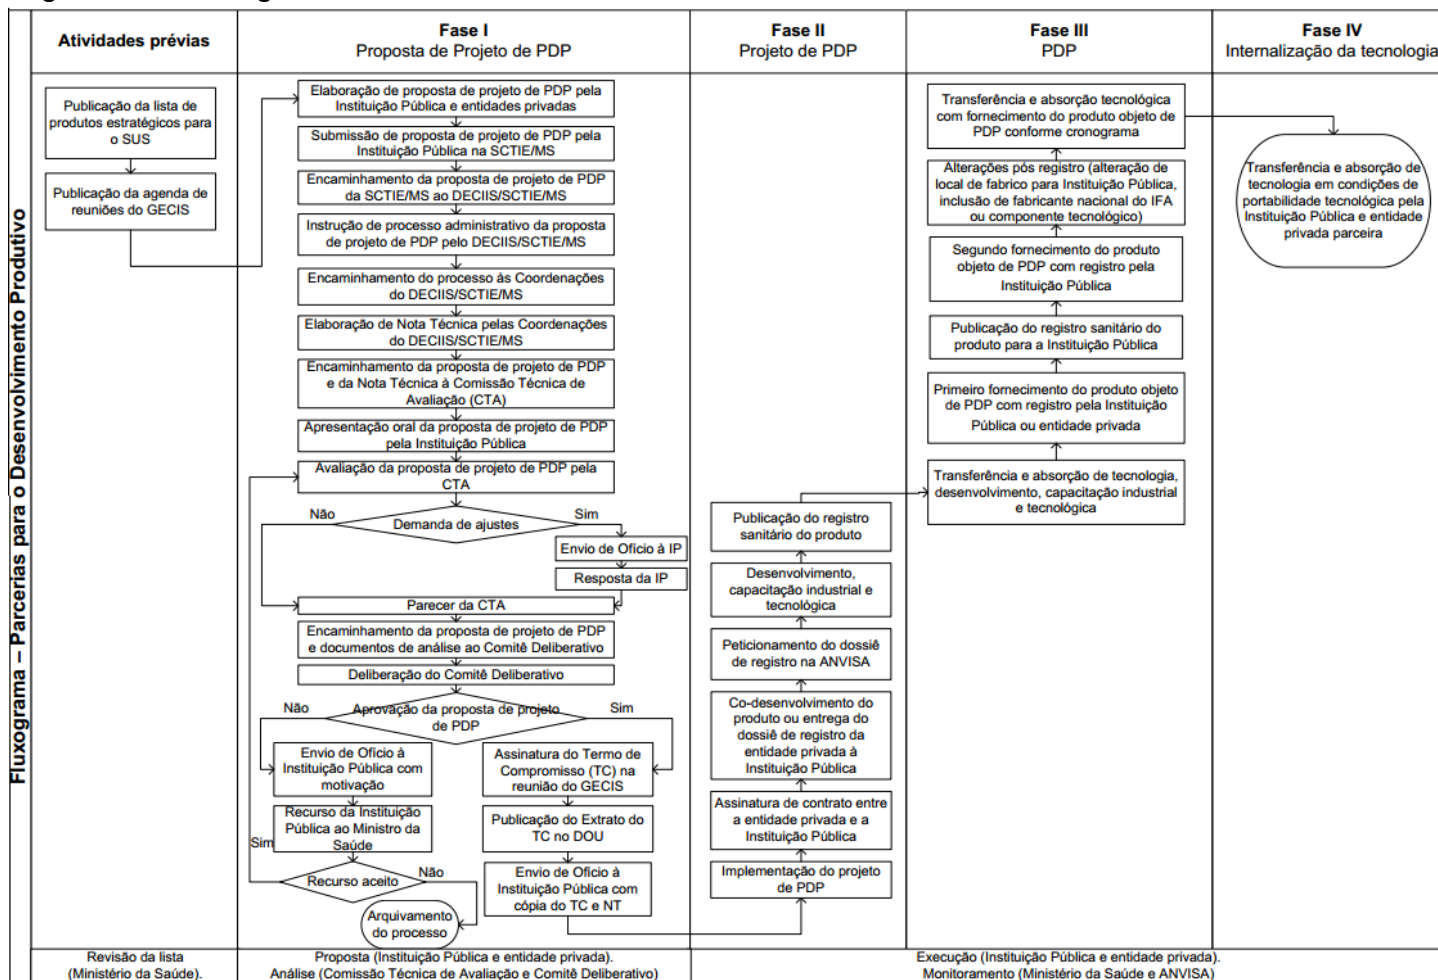 Fluxograma – Parcerias para o Desenvolvimento Produtivo
Atividades prévias
Publicação da lista de
produtos estratégicos para
o SUS
Publicação da agenda de
reuniões do GECIS
Revisão da lista
(Ministério da Saúde).
Fase I
Proposta de Projeto de PDP
Elaboração de proposta de projeto de PDP pela
Instituição Pública e entidades privadas
Submissão de proposta de projeto de PDP pela
Instituição Pública na SCTIE/MS
Encaminhamento da proposta de projeto de PDP
da SCTIE/MS ao DECIIS/SCTIE/MS
Instrução de processo administrativo da proposta
de projeto de PDP pelo DECIIS/SCTIE/MS
Encaminhamento do processo às Coordenações
do DECIIS/SCTIE/MS
Elaboração de Nota Técnica pelas Coordenações
do DECIIS/SCTIE/MS
Encaminhamento da proposta de projeto de PDP
e da Nota Técnica à Comissão Técnica de
Avaliação (CTA)
Apresentação oral da proposta de projeto de PDP
pela Instituição Pública
Avaliação da proposta de projeto de PDP pela
CTA
Não
Demanda de ajustes
Sim
Envio de Ofício à IP
Resposta da IP
Parecer da CTA
Encaminhamento da proposta de projeto de PDP
e documentos de análise ao Comitê Deliberativo
Deliberação do Comitê Deliberativo
Não
Aprovação da proposta de projeto
de PDP
Sim
Envio de Ofício à
Instituição Pública com
motivação
Recurso da Instituição
Pública ao Ministro da
Saúde
Sim
Recurso aceito
Não
Arquivamento
do processo
Assinatura do Termo de
Compromisso (TC) na
reunião do GECIS
Publicação do Extrato do
TC no DOU
Envio de Ofício à
Instituição Pública com
cópia do TC e NT
Proposta (Instituição Pública e entidade privada).
Análise (Comissão Técnica de Avaliação e Comitê Deliberativo)
Fase II
Projeto de PDP
Publicação do registro
sanitário do produto
Desenvolvimento,
capacitação industrial e
tecnológica
Peticionamento do dossiê
de registro na ANVISA
Co-desenvolvimento do
produto ou entrega do
dossiê de registro da
entidade privada à
Instituição Pública
Assinatura de contrato entre
a entidade privada e a
Instituição Pública
Implementação do projeto
de PDP
Fase III
PDP
Transferência e absorção tecnológica
com fornecimento do produto objeto de
PDP conforme cronograma
Alterações pós registro (alteração de
local de fabrico para Instituição Pública,
inclusão de fabricante nacional do IFA
ou componente tecnológico)
Segundo fornecimento do produto
objeto de PDP com registro pela
Instituição Pública
Publicação do registro sanitário do
produto para a Instituição Pública
Primeiro fornecimento do produto objeto
de PDP com registro pela Instituição
Pública ou entidade privada
Transferência e absorção de tecnologia,
desenvolvimento, capacitação industrial
e tecnológica
Fase IV
Internalização da tecnologia
Transferência e absorção de
tecnologia em condições de
portabilidade tecnológica pela
Instituição Pública e entidade
privada parceira
Execução (Instituição Pública e entidade privada).
Monitoramento (Ministério da Saúde e ANVISA)